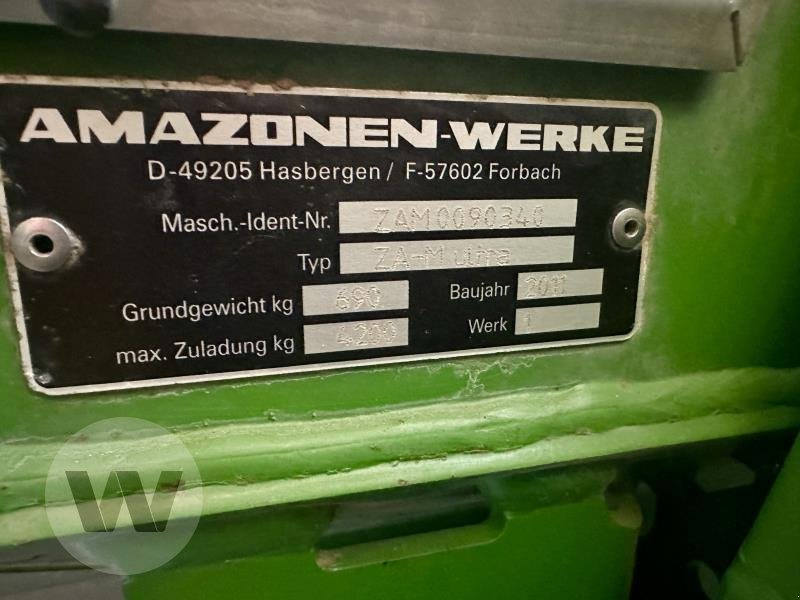 AMAZONEN-WERKE
D-49205 Hasbergen / F-57602 Forbach
Masch.-Ident-Nr. ZAM0090340
Typ ZA-M ultra
Grundgewicht kg 690 Baujahr 2011
max. Zuladung kg 4200 Werk 1
W